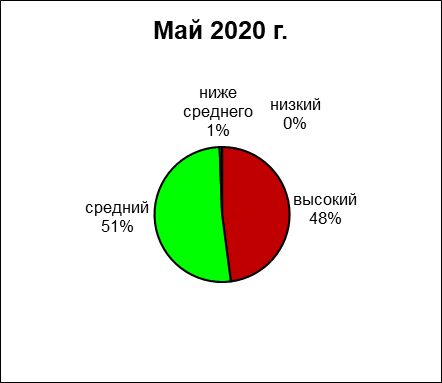 Май 2020 г.
ниже
среднего
1%
низкий
0%
средний
51%
высокий
48%